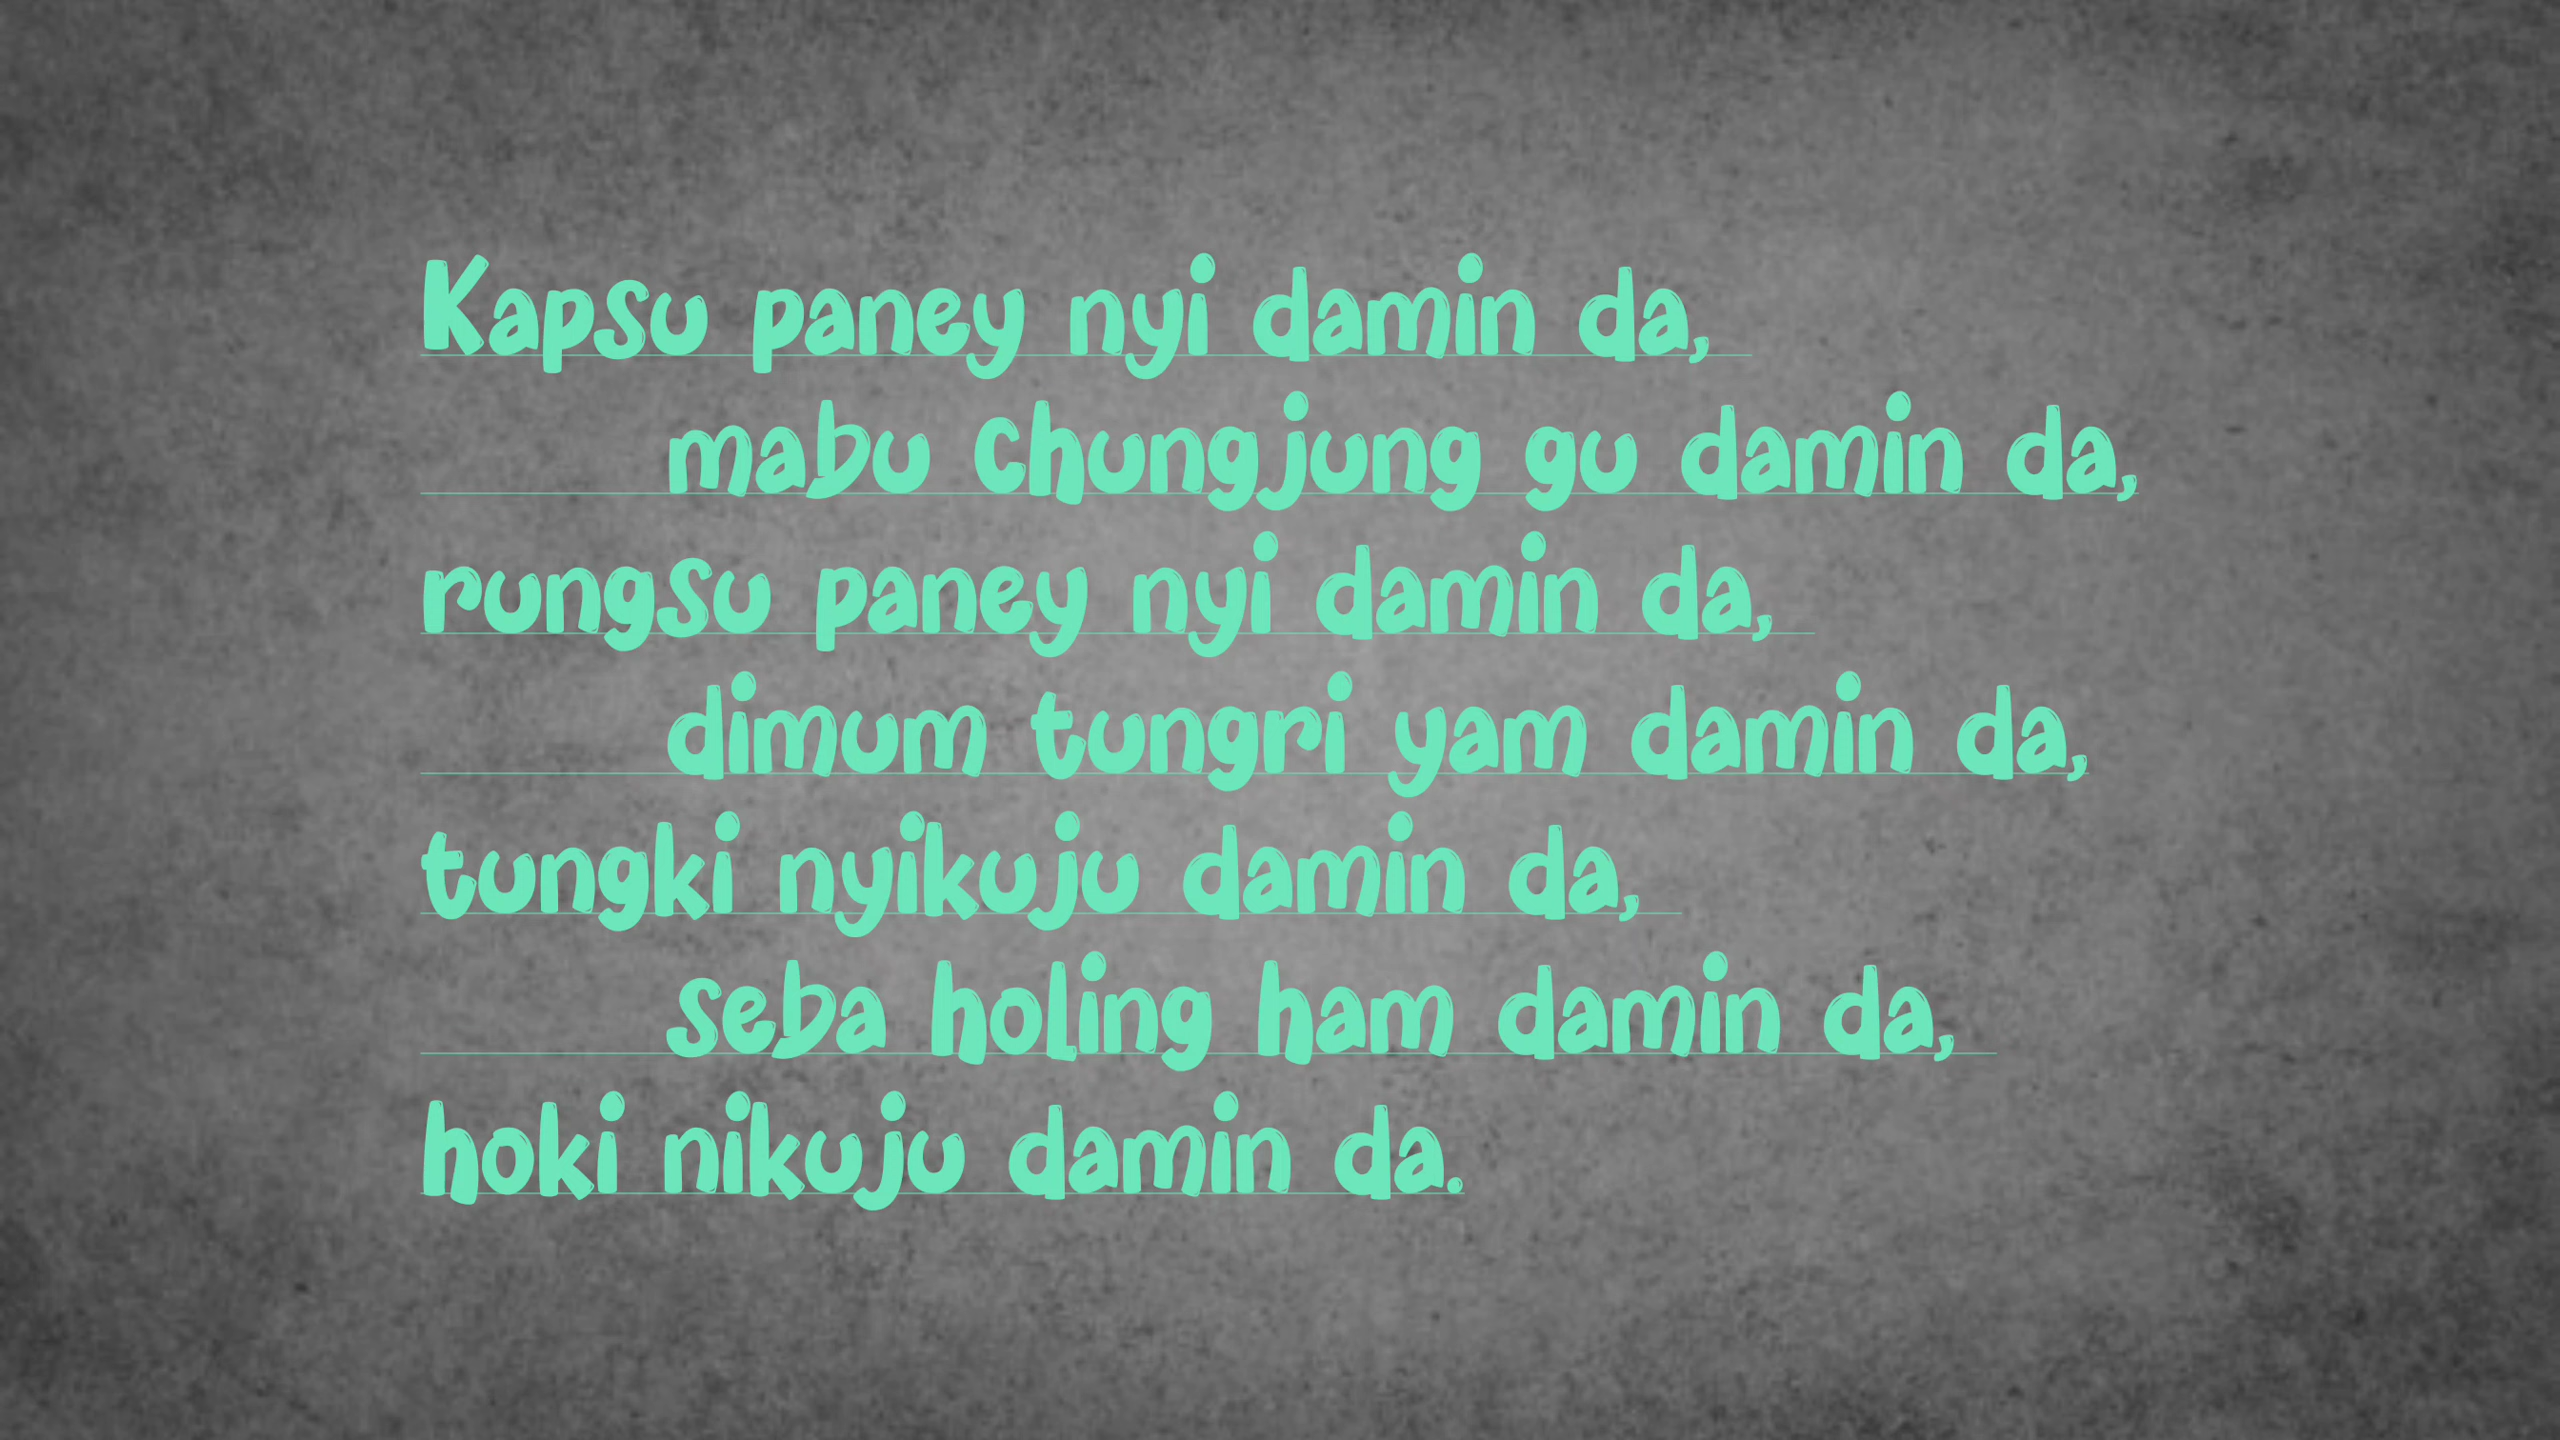 Kapsu paney nyi damin da,
mabu chungjung gu damin da,
rungsu paney nyi damin da,
dimum tungri yam damin da,
tungki nyikuju damin da,
seba holing ham damin da,
hoki nikuju damin da.